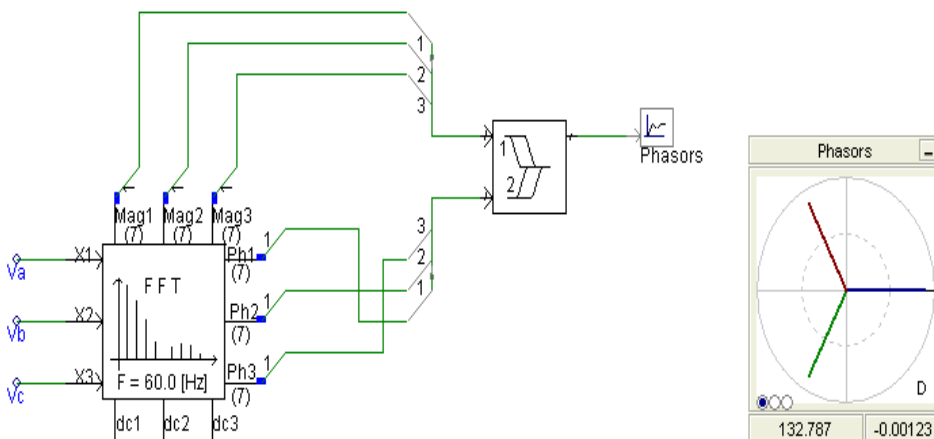 1
2
3
1
2
Phasors
Phasors
Mag1 Mag2 Mag3
(7) (7) (7)
Va X1 Ph1 1
(7)
FFT
Vb X2 Ph2 1
(7)
Vc X3 Ph3 1
(7)
F = 60.0 [Hz]
dc1 dc2 dc3
3
2
1
D
132.787 -0.00123